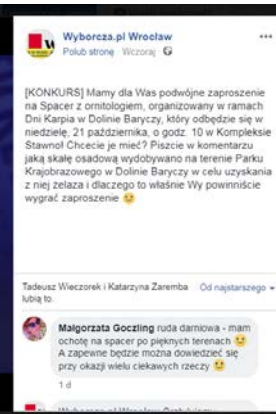 Wyborcza.pl Wrocław
Polub stronę Wczoraj
[KONKURS] Mamy dla Was podwójne zaproszenie
na Spacer z ornitologiem, organizowany w ramach
Dni Karpia w Dolinie Baryczy, który odbędzie się w
niedzielę, 21 października, o godz. 10 w Kompleksie
Stawno! Chcecie je mieć? Piszcie w komentarzu
jaką skałę osadową wydobywano na terenie Parku
Krajobrazowego w Dolinie Baryczy w celu uzyskania
z niej żelaza i dlaczego to właśnie Wy powinniście
wygrać zaproszenie
Tadeusz Wieczorek i Katarzyna Zaremba
lubią to.
Od najstarszego
Małgorzata Goczling ruda darniowa - mam
ochotę na spacer po pięknych terenach
A zapewne będzie można dowiedzieć się
przy okazji wielu ciekawych rzeczy
1 d